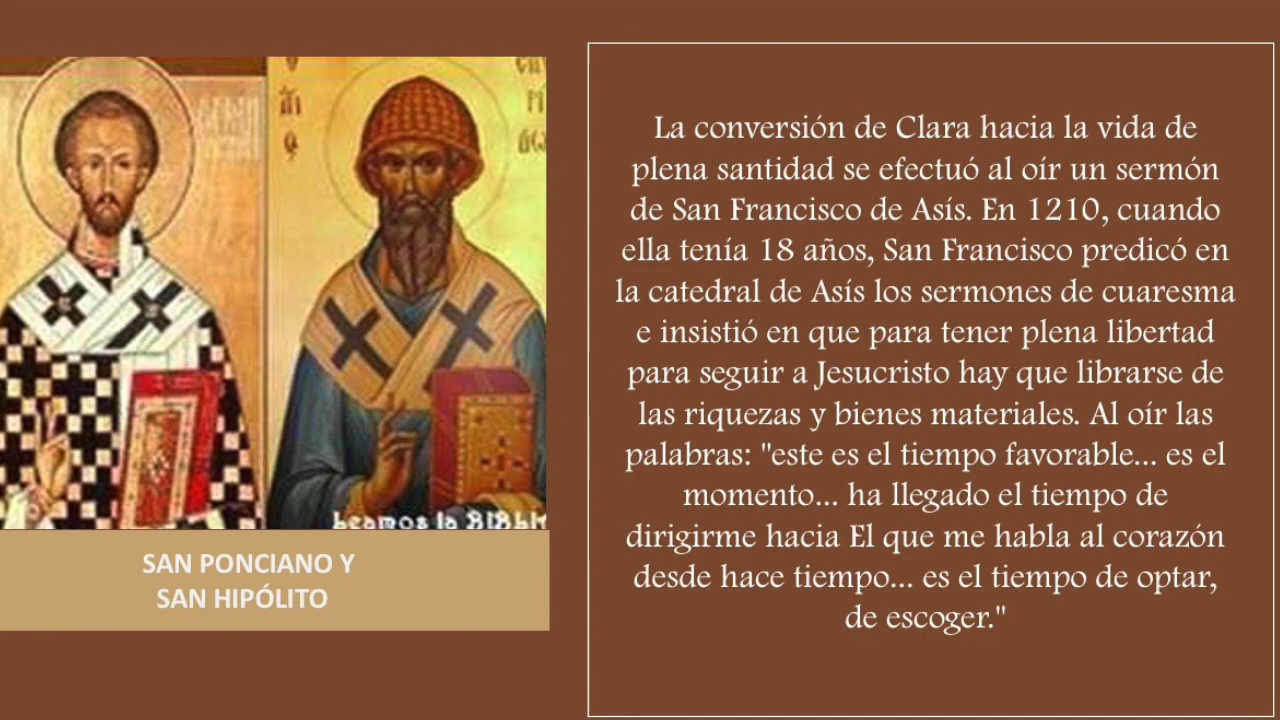 SAN PONCIANO Y
SAN HIPÓLITO
La conversión de Clara hacia la vida de
plena santidad se efectuó al oír un sermón
de San Francisco de Asís. En 1210, cuando
ella tenía 18 años, San Francisco predicó en
la catedral de Asís los sermones de cuaresma
e insistió en que para tener plena libertad
para seguir a Jesucristo hay que librarse de
las riquezas y bienes materiales. Al oír las
palabras: "este es el tiempo favorable... es el
momento... ha llegado el tiempo de
dirigirme hacia El que me habla al corazón
desde hace tiempo... es el tiempo de optar,
de escoger."